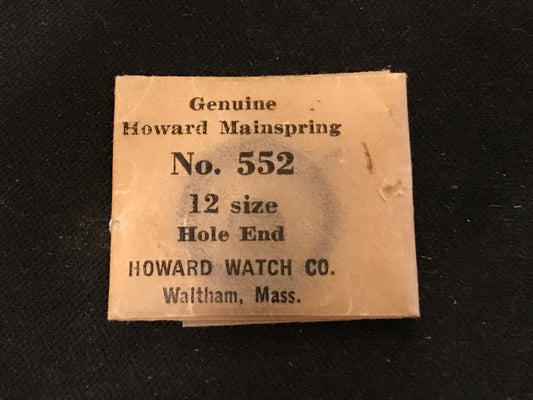 Genuine
Howard Mainspring
No. 552
12 size
Hole End
HOWARD WATCH CO.
Waltham, Mass.